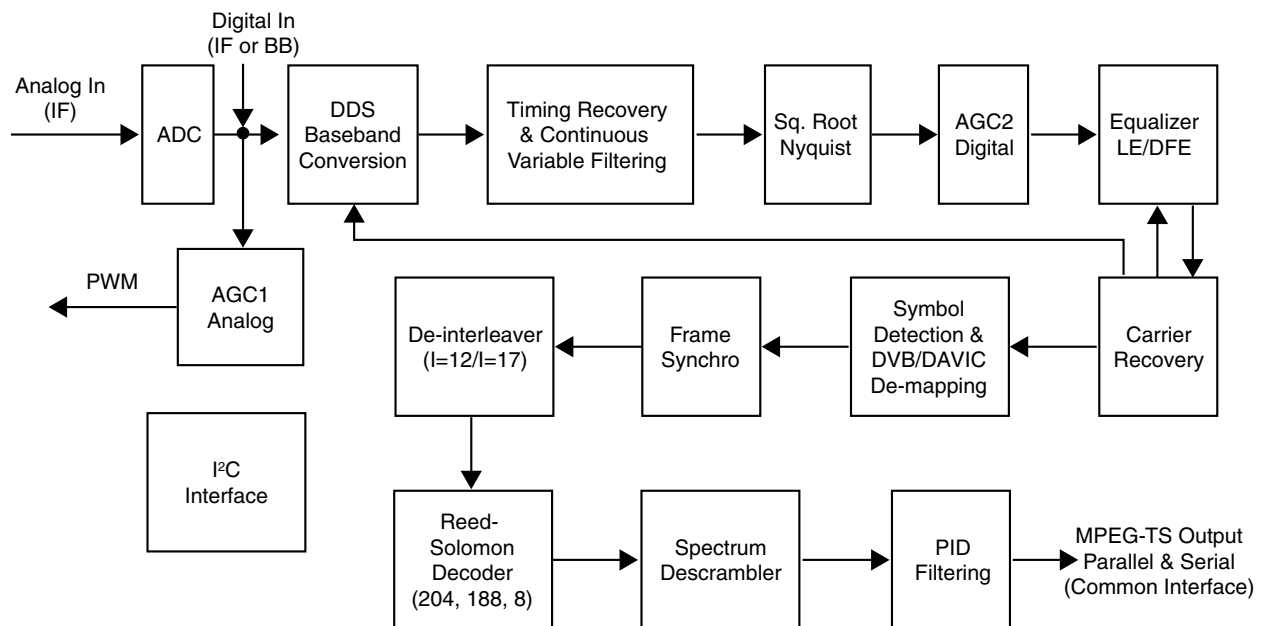 Digital In
(IF or BB)
Analog In
(IF)
ADC
DDS
Baseband
Conversion
Timing Recovery
& Continuous
Variable Filtering
Sq. Root
Nyquist
AGC2
Digital
Equalizer
LE/DFE
PWM
AGC1
Analog
De-interleaver
(I=12/I=17)
Frame
Synchro
Symbol
Detection &
DVB/DAVIC
De-mapping
Carrier
Recovery
I²C
Interface
Reed-
Solomon
Decoder
(204, 188, 8)
Spectrum
Descrambler
PID
Filtering
MPEG-TS Output
Parallel & Serial
(Common Interface)